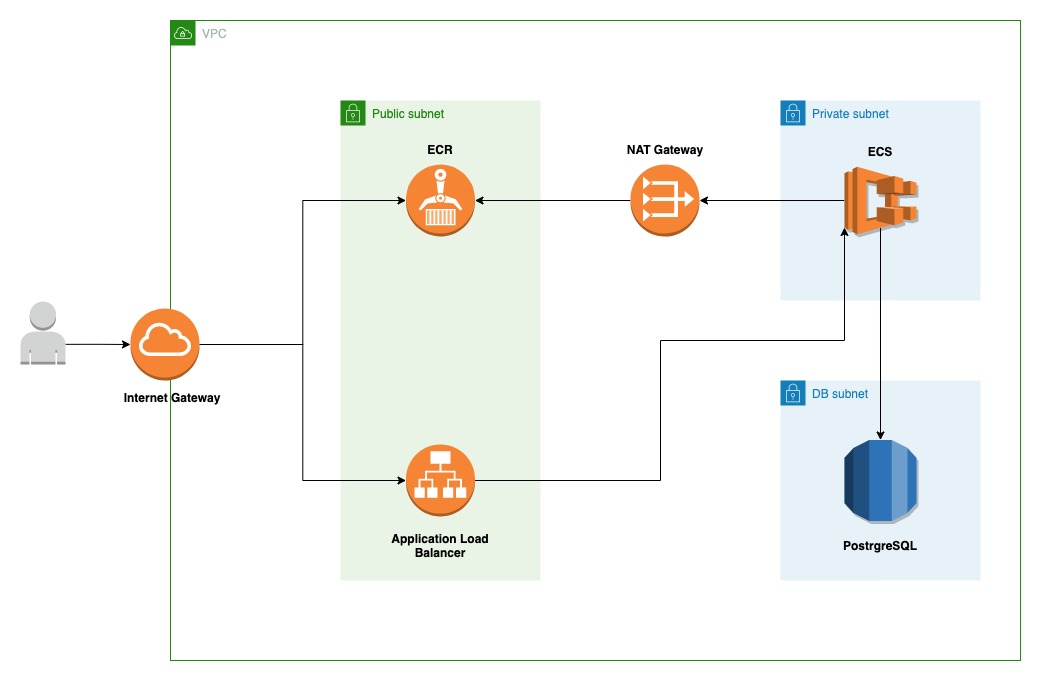 VPC
Public subnet
Private subnet
ECR
NAT Gateway
ECS
Internet Gateway
DB subnet
Application Load
Balancer
PostrgreSQL